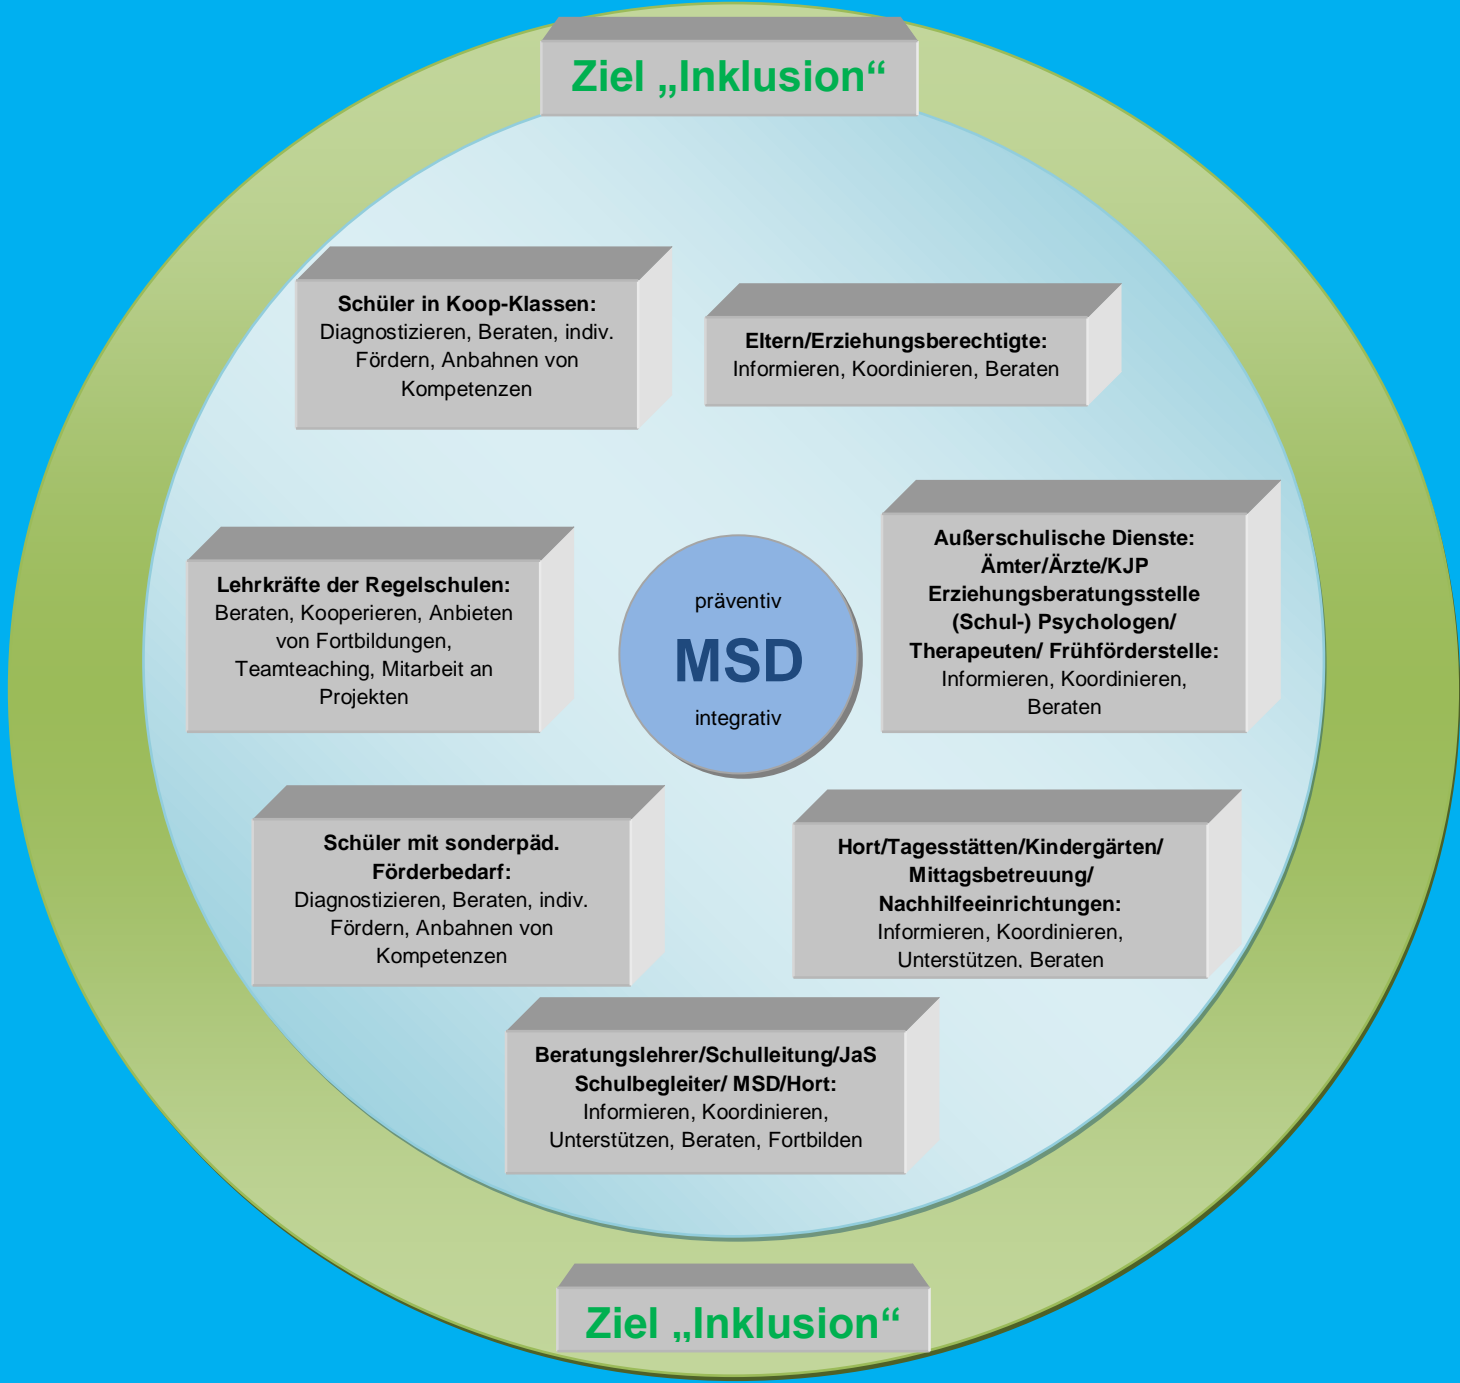 Ziel „Inklusion“
Schüler in Koop-Klassen:
Diagnostizieren, Beraten, indiv.
Fördern, Anbahnen von
Kompetenzen
Eltern/Erziehungsberechtigte:
Informieren, Koordinieren, Beraten
Lehrkräfte der Regelschulen:
Beraten, Kooperieren, Anbieten
von Fortbildungen,
Teamteaching, Mitarbeit an
Projekten
präventiv
MSD
integrativ
Außerschulische Dienste:
Ämter/Ärzte/KJP
Erziehungsberatungsstelle
(Schul-) Psychologen/
Therapeuten/ Frühförderstelle:
Informieren, Koordinieren,
Beraten
Schüler mit sonderpäd.
Förderbedarf:
Diagnostizieren, Beraten, indiv.
Fördern, Anbahnen von
Kompetenzen
Hort/Tagesstätten/Kindergärten/
Mittagsbetreuung/
Nachhilfeeinrichtungen:
Informieren, Koordinieren,
Unterstützen, Beraten
Beratungslehrer/Schulleitung/JaS
Schulbegleiter/ MSD/Hort:
Informieren, Koordinieren,
Unterstützen, Beraten, Fortbilden
Ziel „Inklusion“